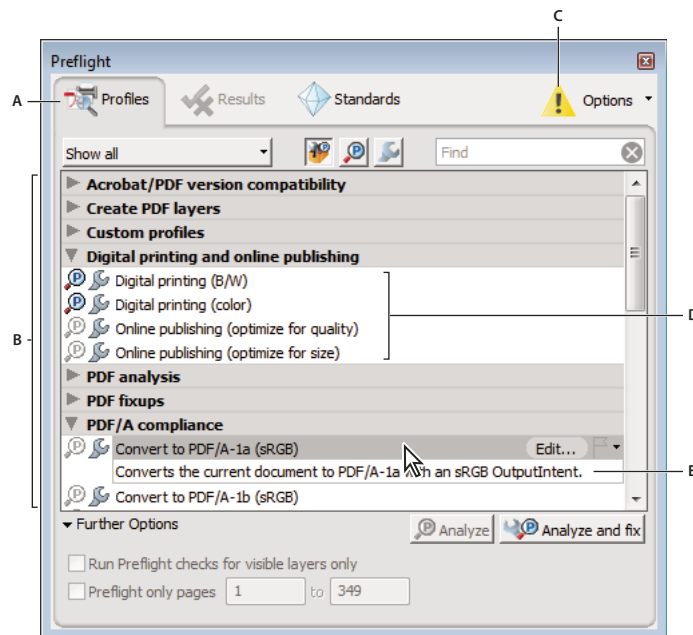 C
Preflight
A
Profiles
Results
Standards
Options
Show all
Find
Acrobat/PDF version compatibility
Create PDF layers
Custom profiles
Digital printing and online publishing
Digital printing (B/W)
Digital printing (color)
D
Online publishing (optimize for quality)
B
Online publishing (optimize for size)
PDF analysis
PDF fixups
PDF/A compliance
Convert to PDF/A-1a (sRGB)
Edit...
Converts the current document to PDF/A-1a with an sRGB OutputIntent.
E
Convert to PDF/A-1b (sRGB)
Further Options
Analyze
Analyze and fix
Run Preflight checks for visible layers only
Preflight only pages 1 to 349